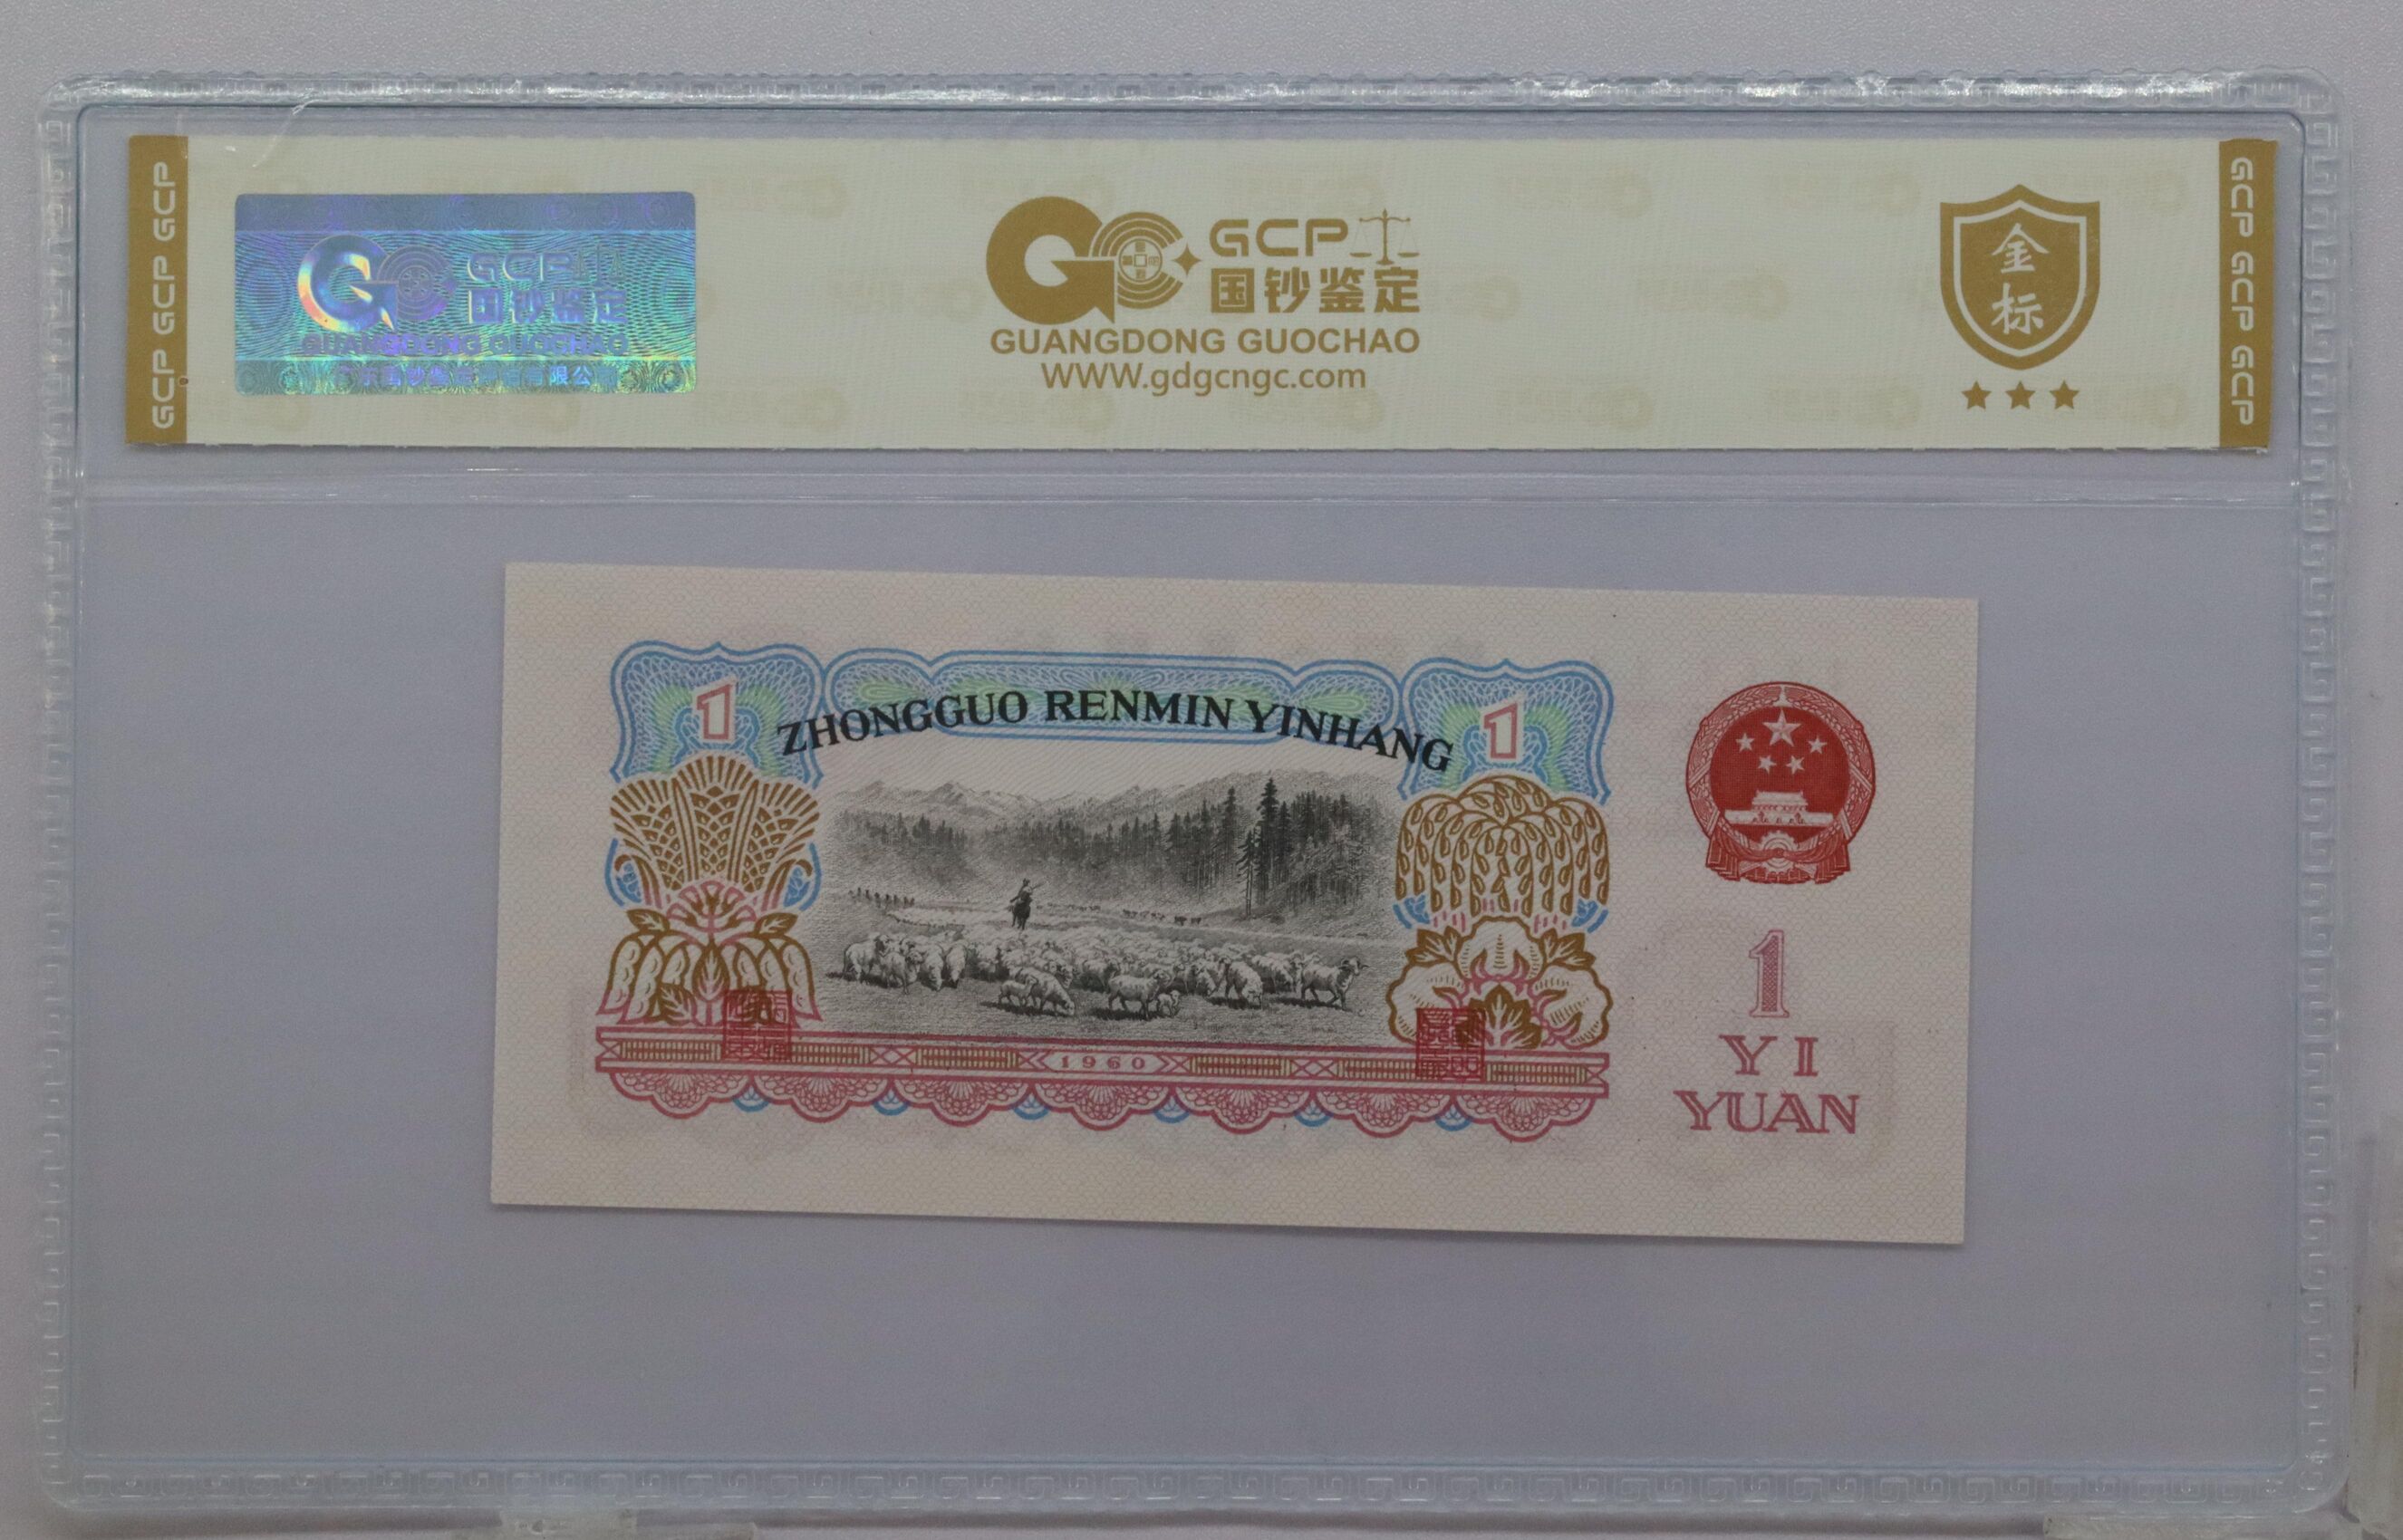 GCP GCP GCP
GCP
国钞鉴定
GUANGDONG GUOCHAO
GCP
国钞鉴定
GUANGDONG GUOCHAO
WWW.gdgcngc.com
金
标
GCP GCP GCP
1
ZHONGGUO RENMIN YINHANG
1
1960
1
YI
YUAN